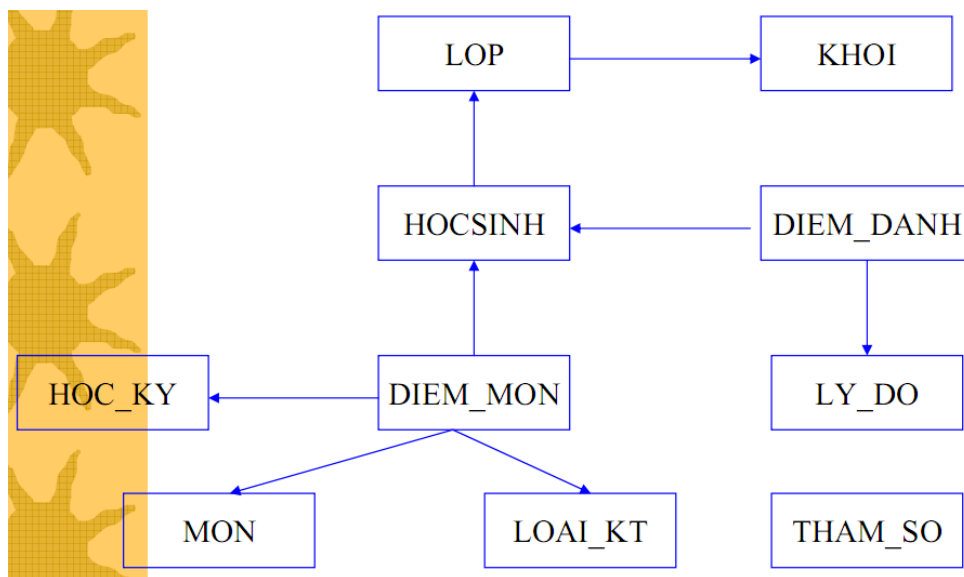 LOP
KHOI
HOCSINH
DIEM_DANH
HOC_KY
DIEM_MON
LY_DO
MON
LOAI_KT
THAM_SO